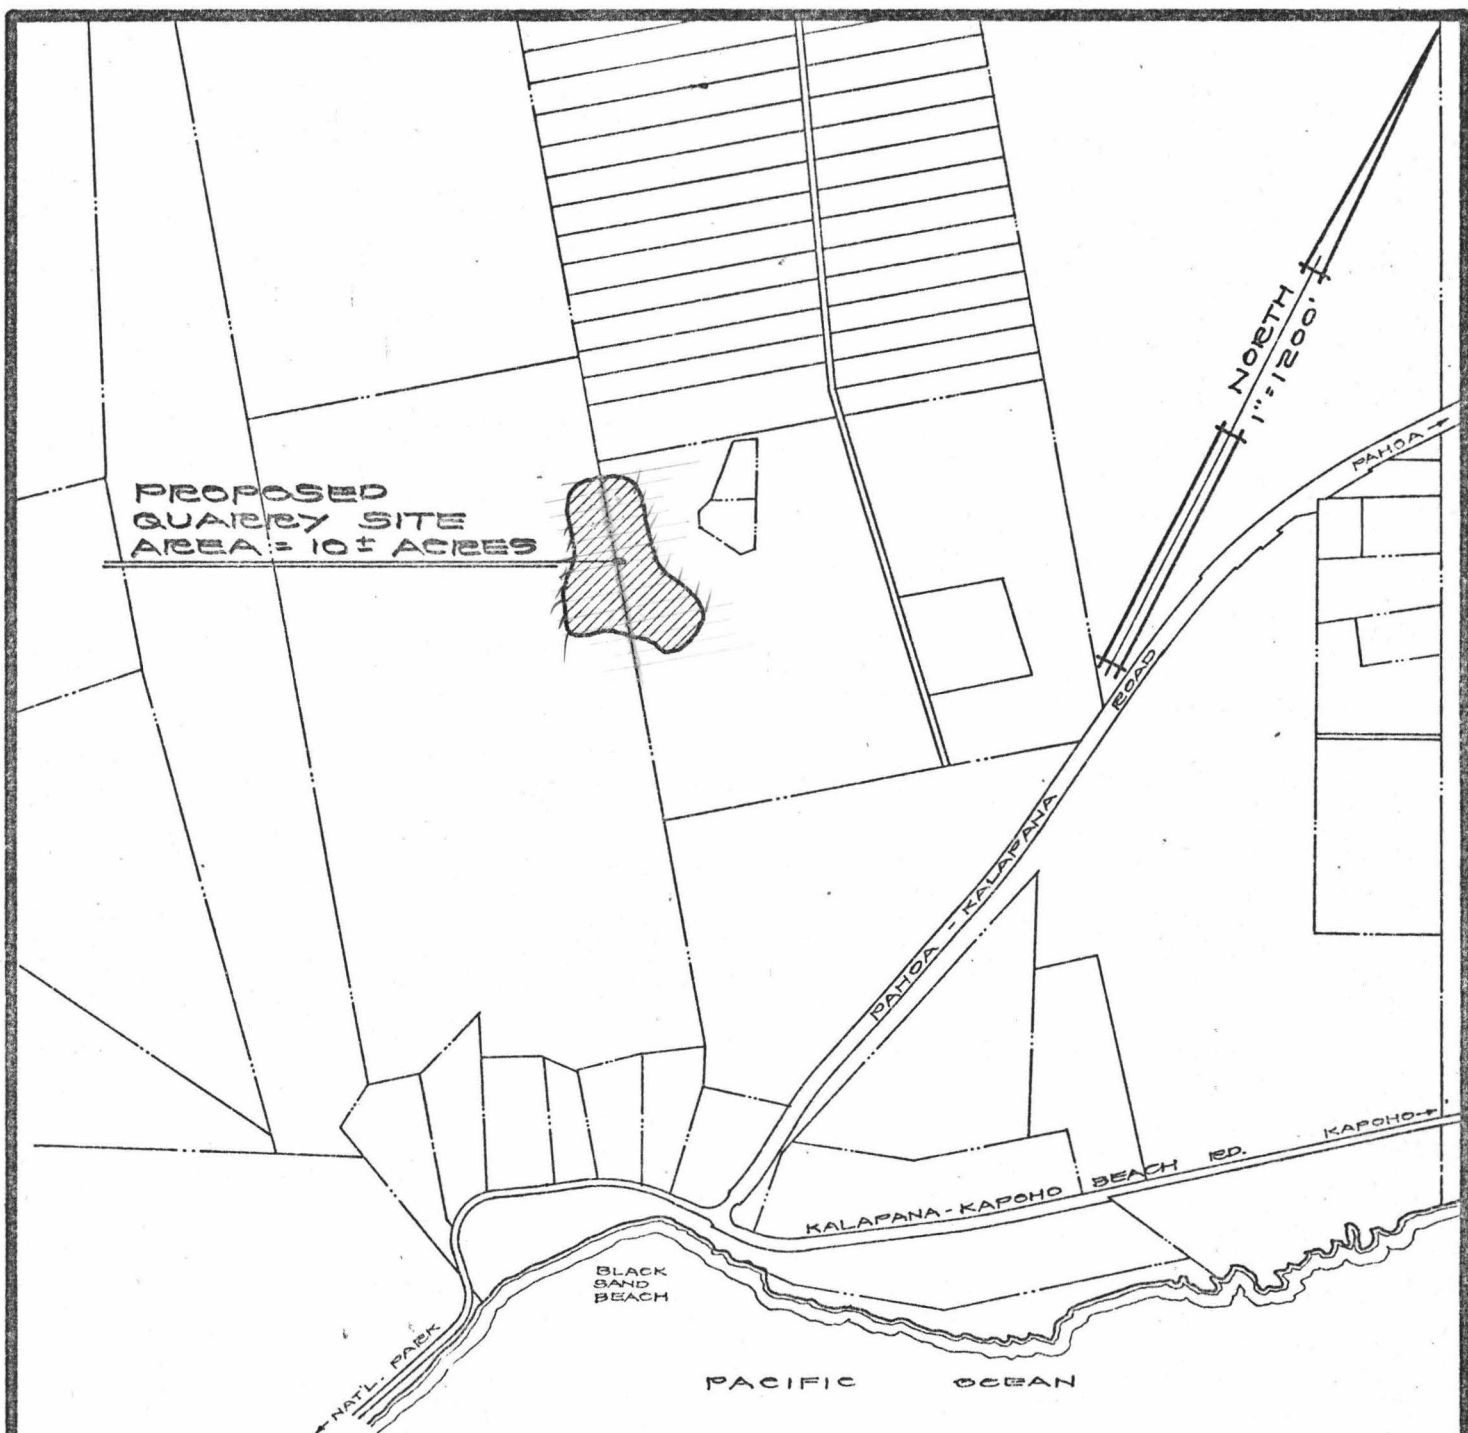 NORTH
1"=1200'
PAHOA
PROPOSED
QUARRY SITE
AREA = 10± ACRES
PAHOA - KALAPANA ROAD
KALAPANA-KAPOHO BEACH RD.
KAPOHO
BLACK
SAND
BEACH
NAT'L. PARK
PACIFIC OCEAN